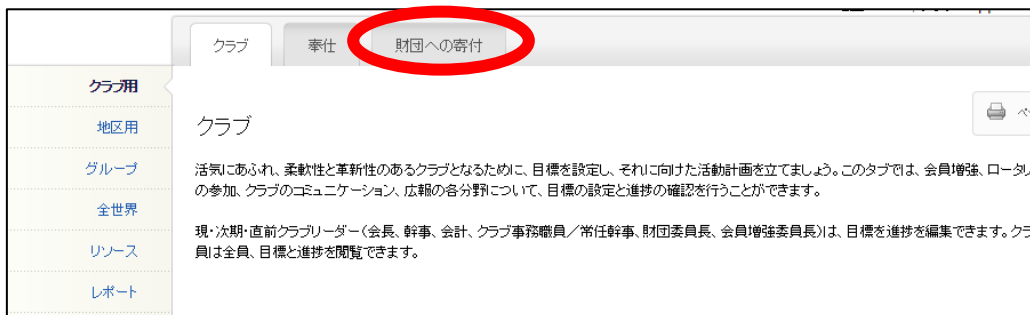 クラブ 奉仕 財団への寄付
クラブ用
地区用
グループ
全世界
リソース
レポート
クラブ
活気にあふれ、柔軟性と革新性のあるクラブとなるために、目標を設定し、それに向けた活動計画を立てましょう。このタブでは、会員増強、ロータ
の参加、クラブのコミュニケーション、広報の各分野について、目標の設定と進捗の確認を行うことができます。
現・次期・直前クラブリーダー(会長、幹事、会計、クラブ事務職員/常任幹事、財団委員長、会員増強委員長)は、目標を進捗を編集できます。クラ
員は全員、目標と進捗を閲覧できます。